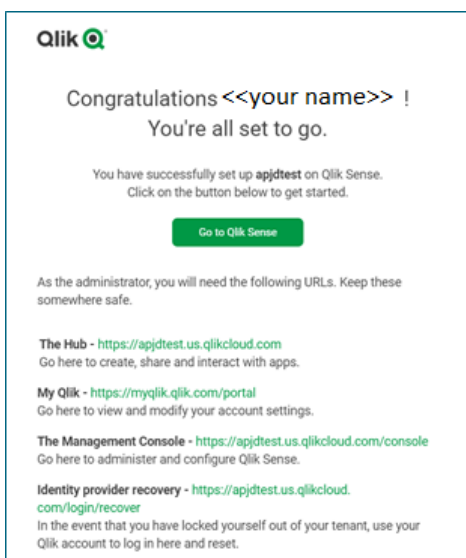 Qlik
Congratulations <<your name>> !
You're all set to go.
You have successfully set up apjdtest on Qlik Sense.
Click on the button below to get started.
Go to Qlik Sense
As the administrator, you will need the following URLs. Keep these
somewhere safe.
The Hub - https://apjdtest.us.qlikcloud.com
Go here to create, share and interact with apps.
My Qlik - https://myqlik.qlik.com/portal
Go here to view and modify your account settings.
The Management Console - https://apjdtest.us.qlikcloud.com/console
Go here to administer and configure Qlik Sense.
Identity provider recovery - https://apjdtest.us.qlikcloud.
com/login/recover
In the event that you have locked yourself out of your tenant, use your
Qlik account to log in here and reset.